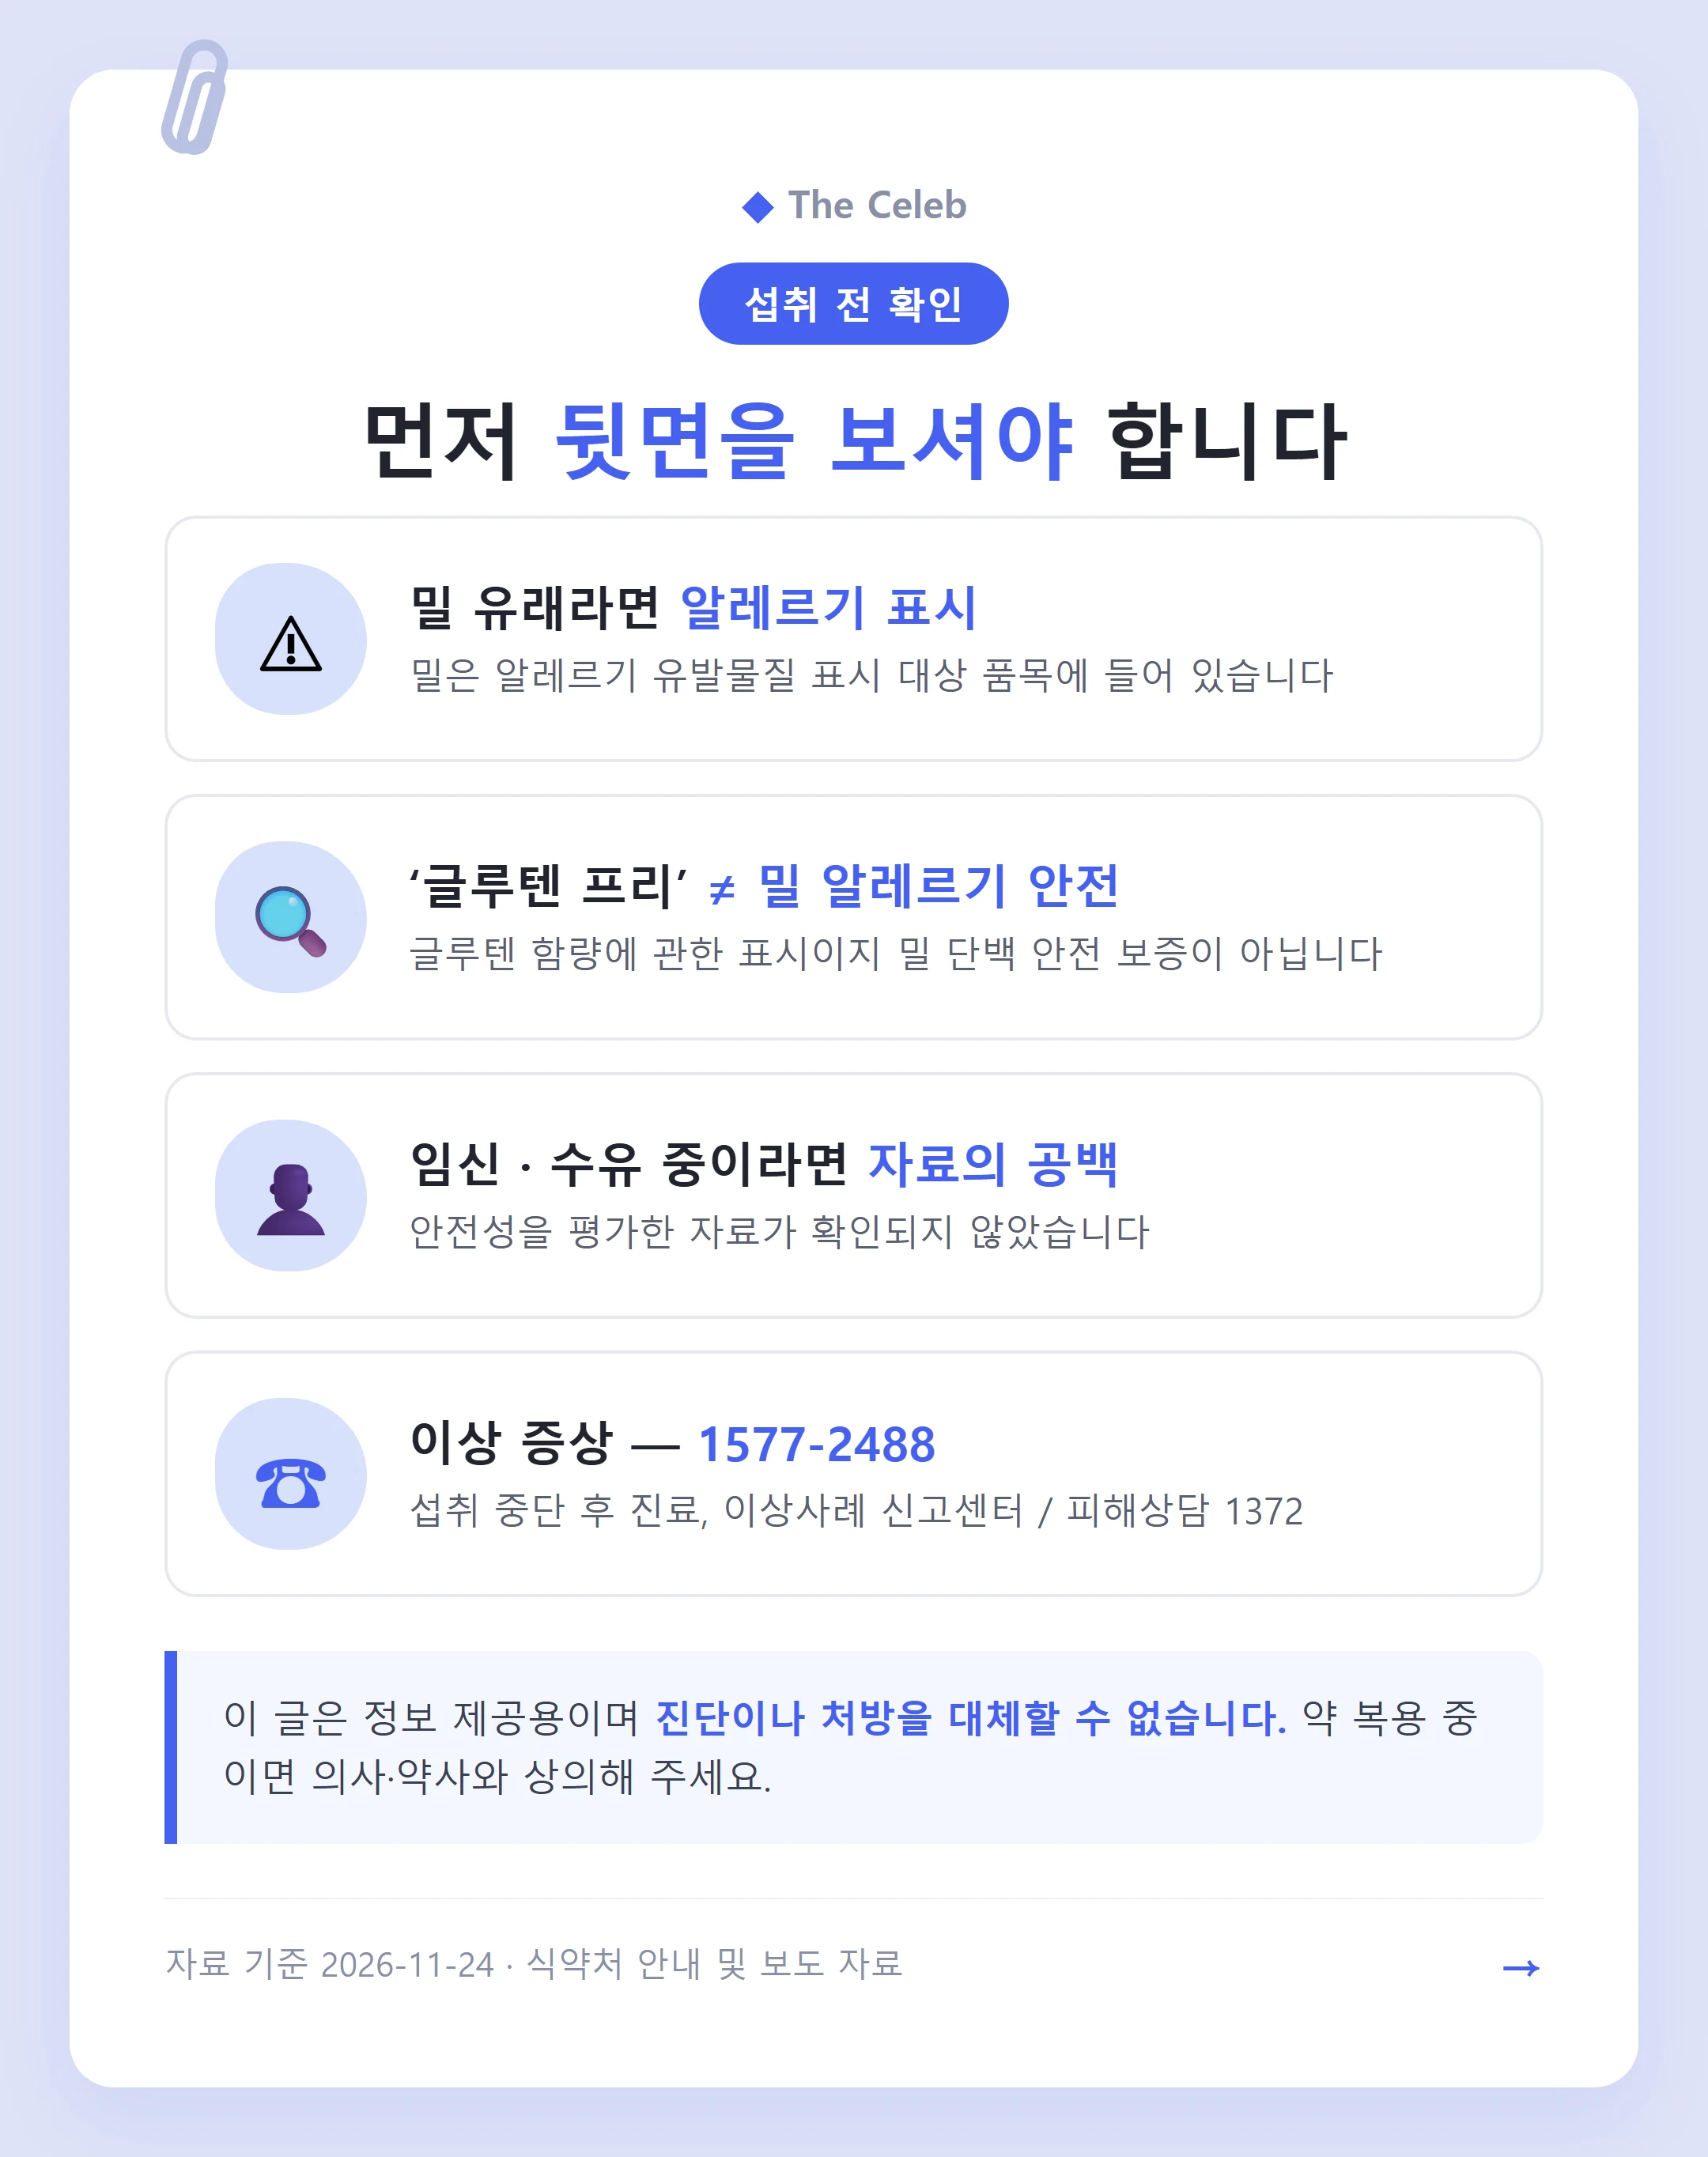 ◆ The Celeb
섭취 전 확인
먼저 뒷면을 보셔야 합니다
밀 유래라면 알레르기 표시
밀은 알레르기 유발물질 표시 대상 품목에 들어 있습니다
‘글루텐 프리’ ≠ 밀 알레르기 안전
글루텐 함량에 관한 표시이지 밀 단백 안전 보증이 아닙니다
임신 · 수유 중이라면 자료의 공백
안전성을 평가한 자료가 확인되지 않았습니다
이상 증상 — 1577-2488
섭취 중단 후 진료, 이상사례 신고센터 / 피해상담 1372
이 글은 정보 제공용이며 진단이나 처방을 대체할 수 없습니다. 약 복용 중
이면 의사·약사와 상의해 주세요.
자료 기준 2026-11-24 · 식약처 안내 및 보도 자료 →